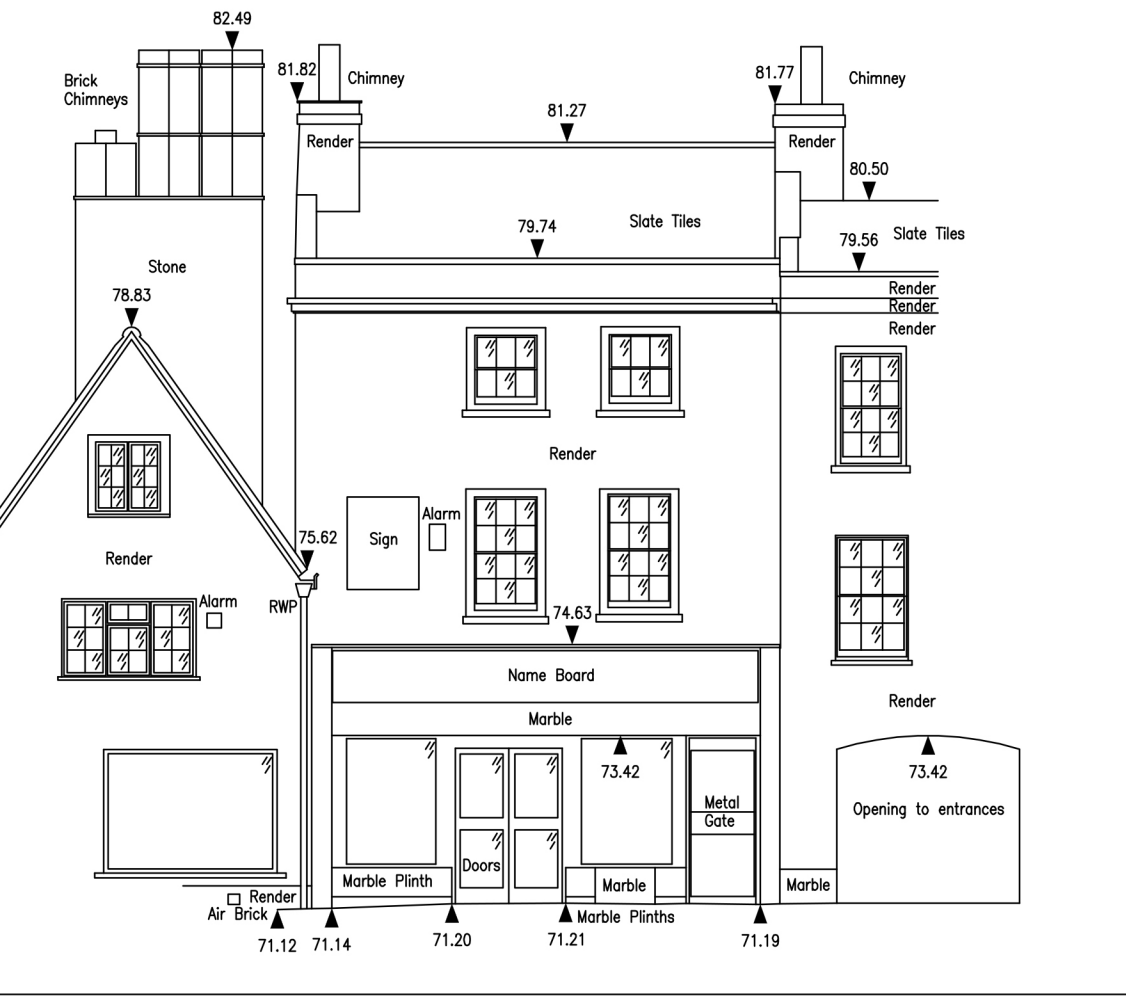 82.49
Brick
Chimneys
81.82
Chimney
81.77
Chimney
81.27
Render
Render
80.50
79.74
Slate Tiles
79.56
Slate Tiles
Stone
78.83
Render
Render
Render
Render
Sign
Alarm
75.62
Render
RWP
Alarm
74.63
Name Board
Render
Marble
73.42
73.42
Metal
Gate
Opening to entrances
Doors
Marble Plinth
Marble
Marble
Render
Air Brick
Marble Plinths
71.12
71.14
71.20
71.21
71.19